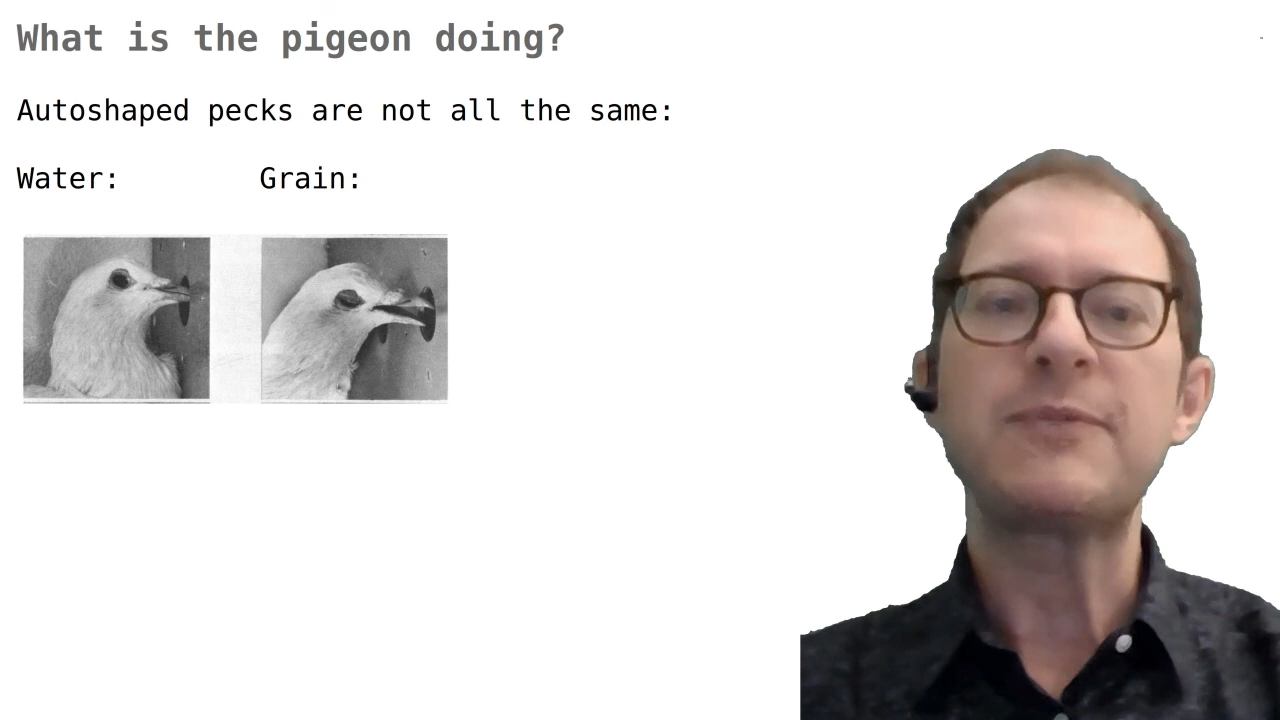 What is the pigeon doing?
Autoshaped pecks are not all the same:
Water: Grain: